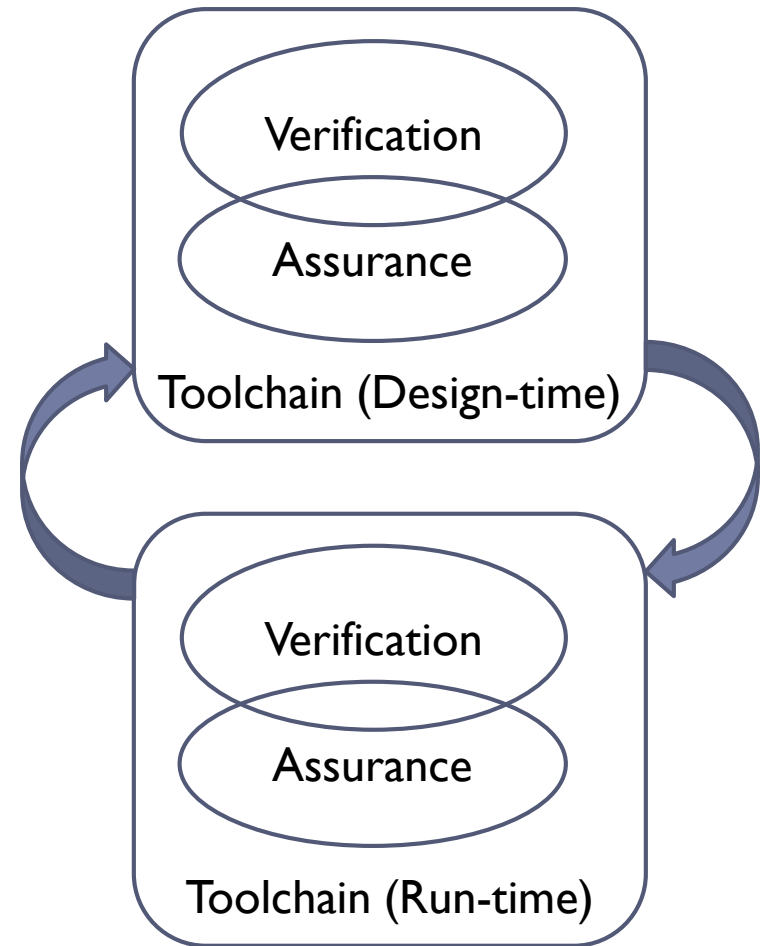 Verification
Assurance
Toolchain (Design-time)
Verification
Assurance
Toolchain (Run-time)